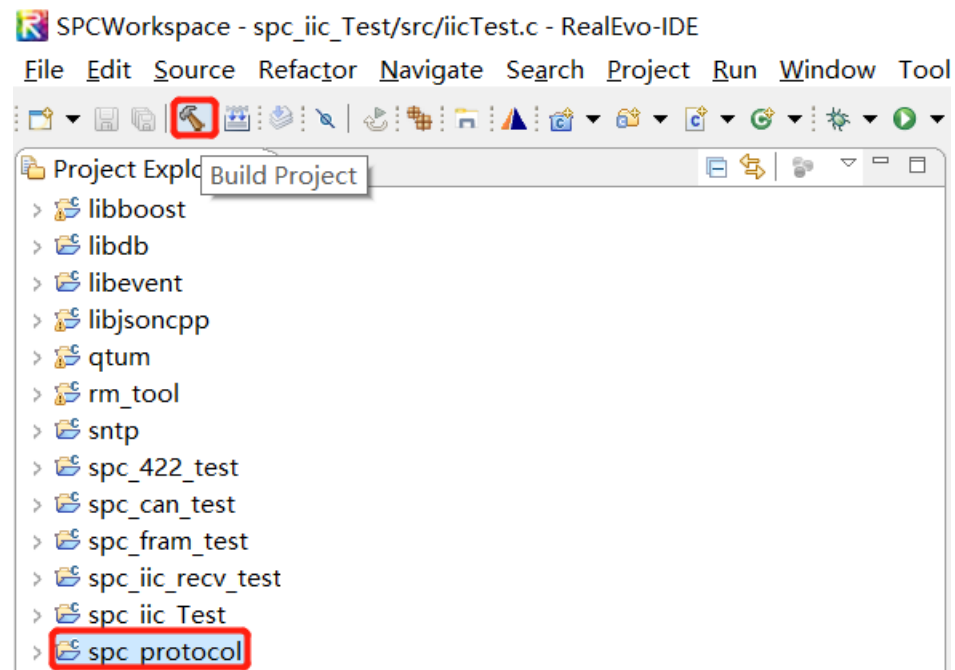 SPCWorkspace - spc_iic_Test/src/iicTest.c - RealEvo-IDE
File Edit Source Refactor Navigate Search Project Run Window Tool
Project Explo
Build Project
libboost
libdb
libevent
libjsoncpp
qtum
rm_tool
sntp
spc_422_test
spc_can_test
spc_fram_test
spc_iic_recv_test
spc_iic_Test
spc_protocol